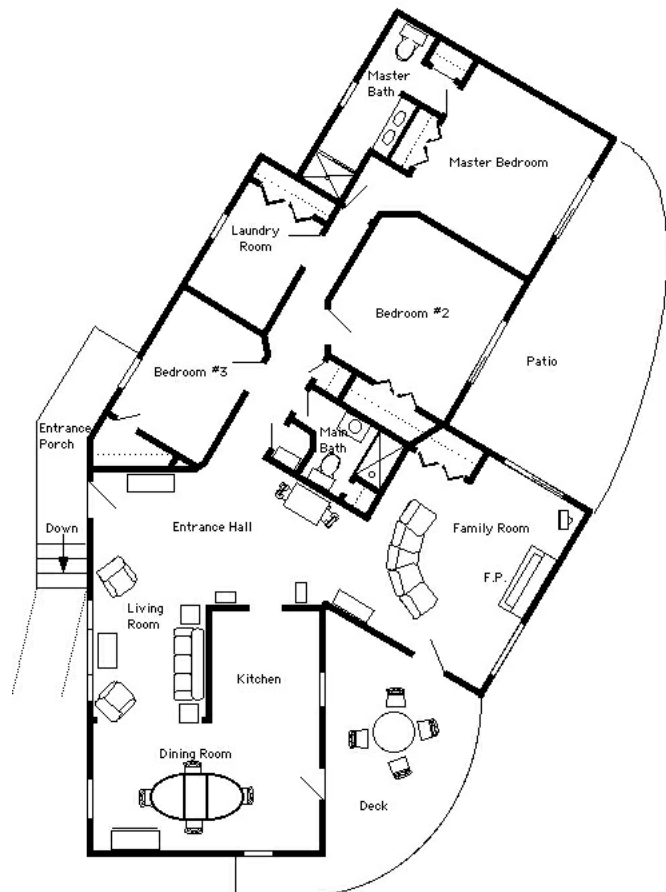 Master
Bath
Master Bedroom
Laundry
Room
Bedroom #2
Bedroom #3
Patio
Entrance
Porch
Main
Bath
Down
Entrance Hall
Family Room
F.P.
Living
Room
Kitchen
Dining Room
Deck